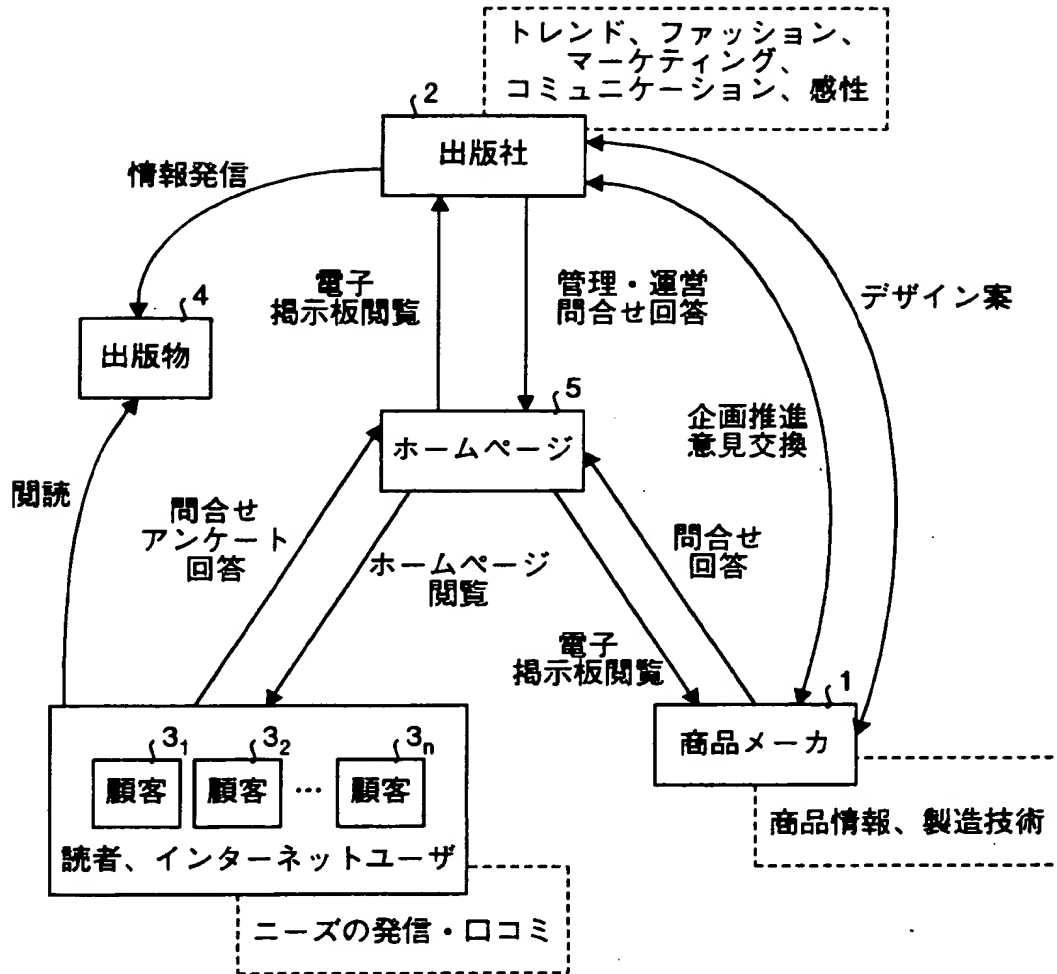 トレンド、ファッション、
マーケティング、
コミュニケーション、感性
2
出版社
情報発信
電子
掲示板閲覧
管理・運営
問合せ回答
デザイン案
4
出版物
5
ホームページ
企画推進
意見交換
閲読
問合せ
アンケート
回答
ホームページ
閲覧
問合せ
回答
電子
掲示板閲覧
1
商品メーカ
商品情報、製造技術
3₁ 3₂ 3ₙ
顧客 顧客 … 顧客
読者、インターネットユーザ
ニーズの発信・口コミ